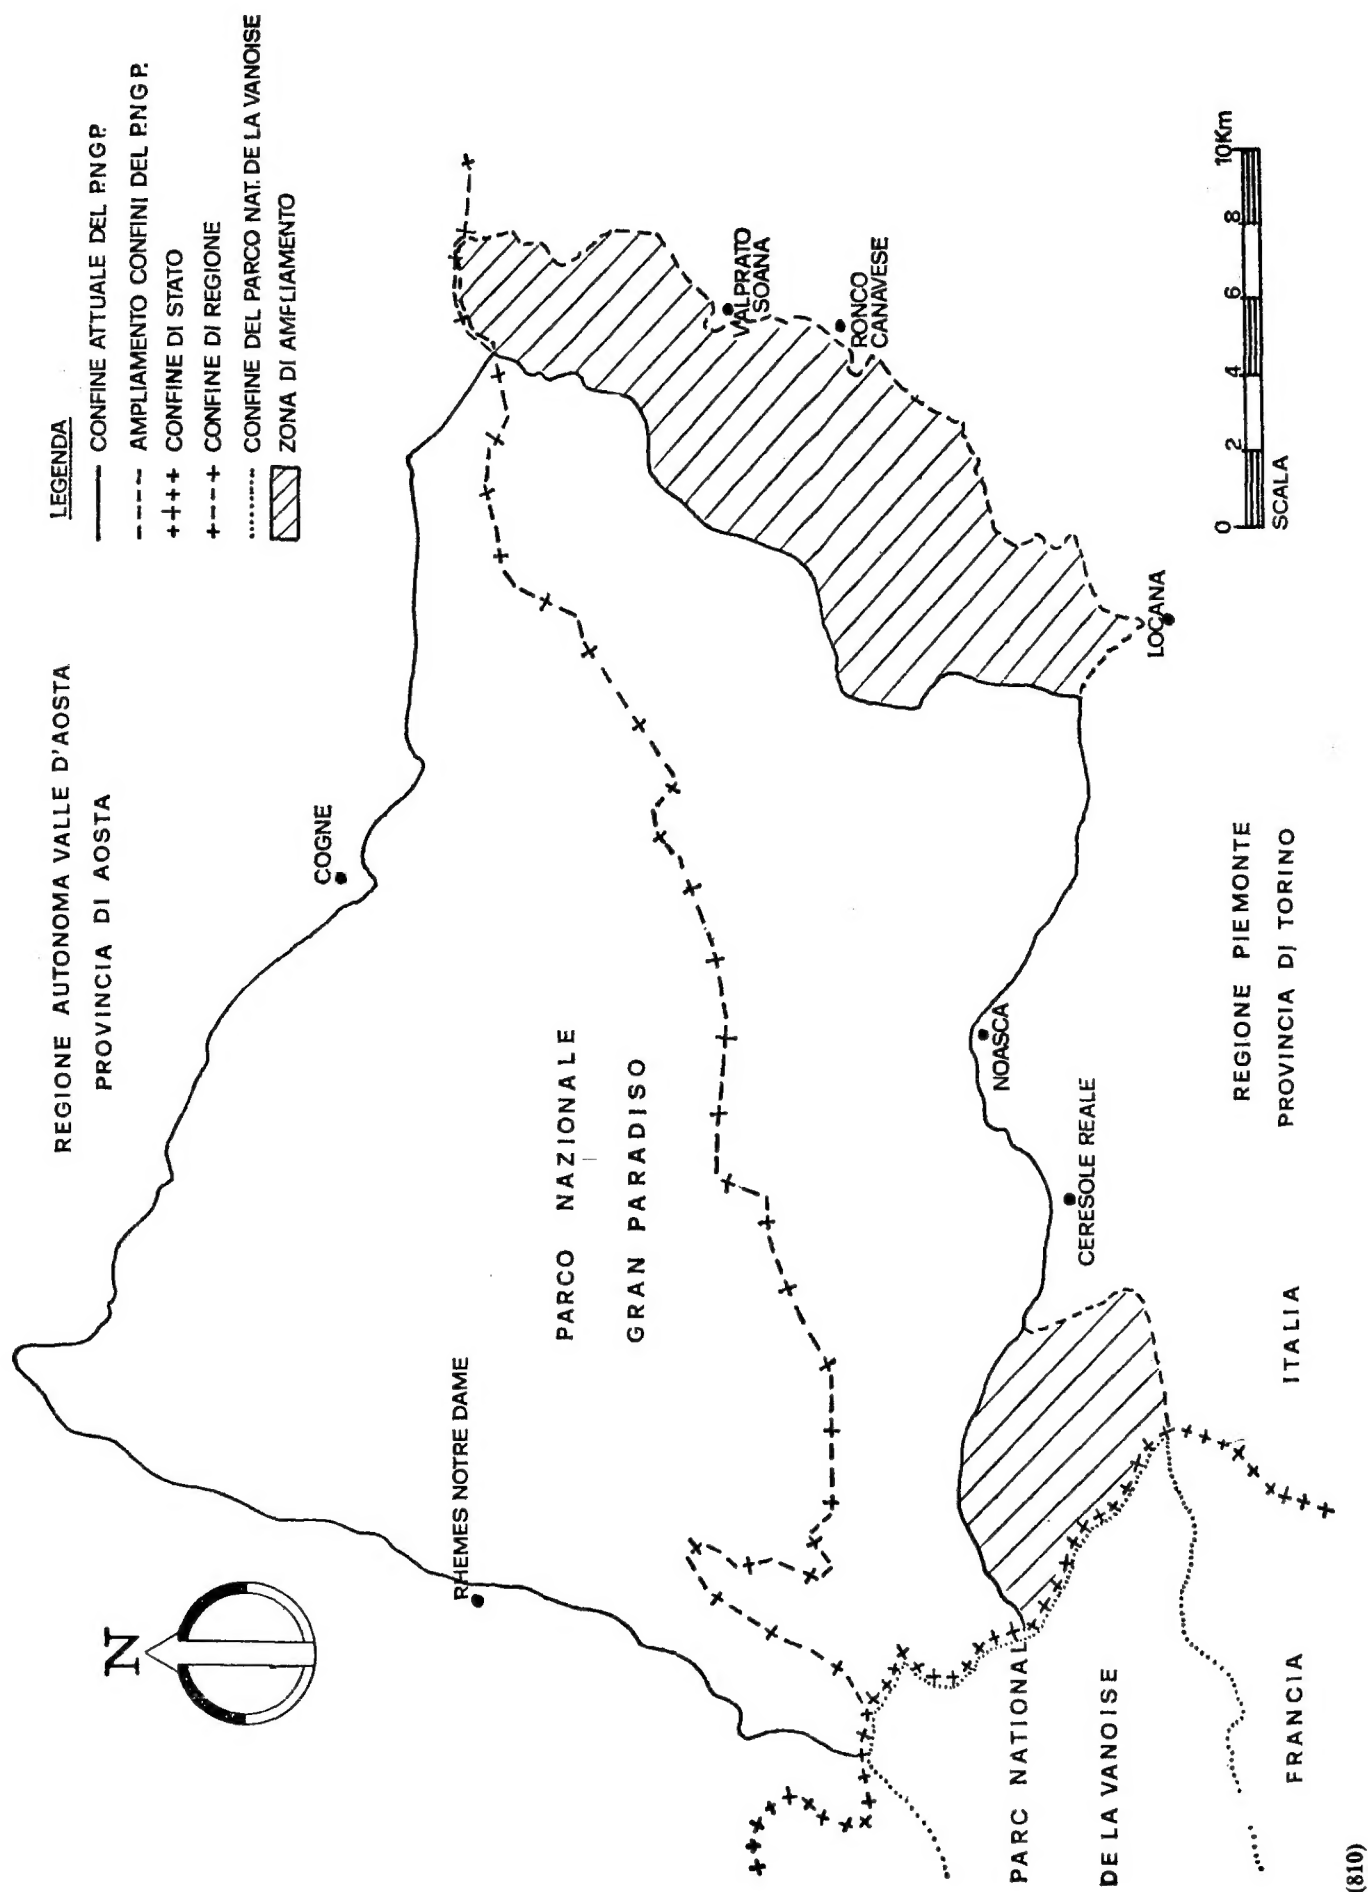 LEGENDA
CONFINE ATTUALE DEL P.N.G.P.
AMPLIAMENTO CONFINI DEL P.N.G.P.
CONFINE DI STATO
CONFINE DI REGIONE
CONFINE DEL PARCO NAT. DE LA VANOISE
ZONA DI AMPLIAMENTO
N
REGIONE AUTONOMA VALLE D'AOSTA
PROVINCIA DI AOSTA
COGNE
RHEMES NOTRE DAME
PARCO NAZIONALE
GRAN PARADISO
VALPRATO
SOANA
RONCO
CANAVESE
LOCANA
NOASCA
CERESOLE REALE
PARC NATIONAL
DE LA VANOISE
REGIONE PIEMONTE
PROVINCIA DI TORINO
ITALIA
FRANCIA
0 2 4 6 8 10Km
SCALA
(810)